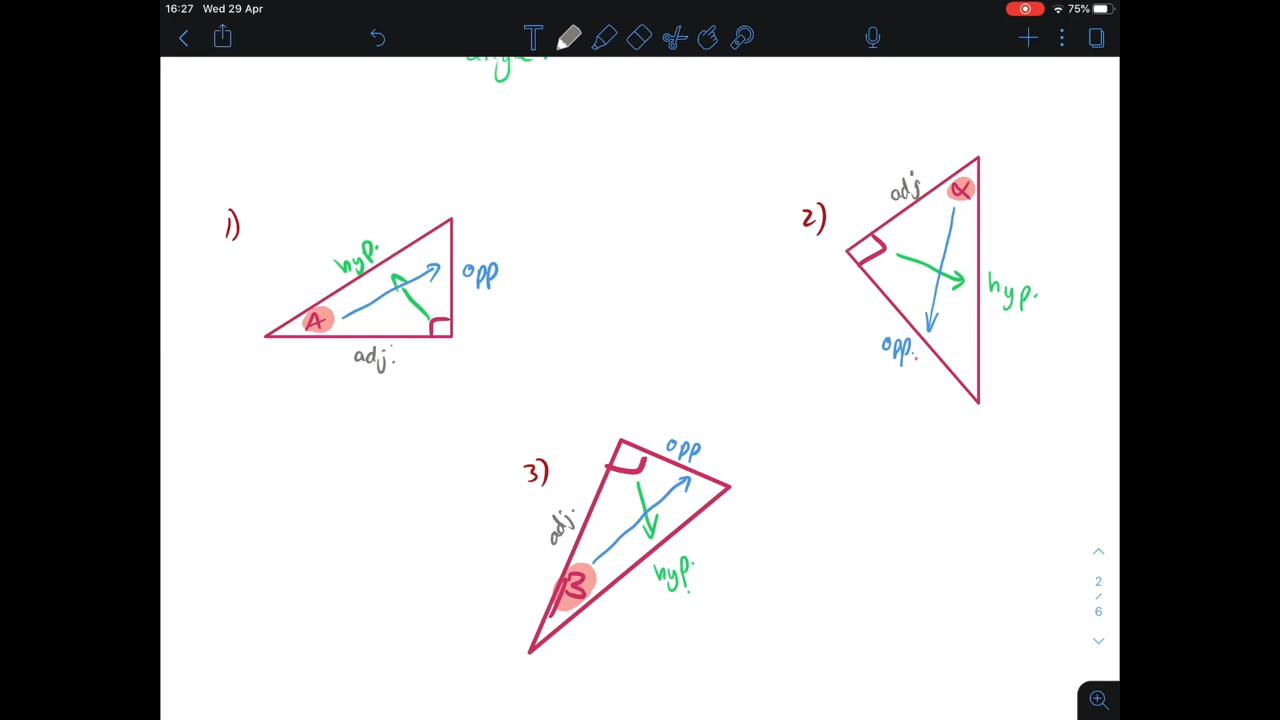 16:27 Wed 29 Apr
75%
T
angle.
1)
hyp.
opp
A
adj.
2)
adj
α
hyp.
opp.
3)
opp
adj.
B
hyp.
2
/
6